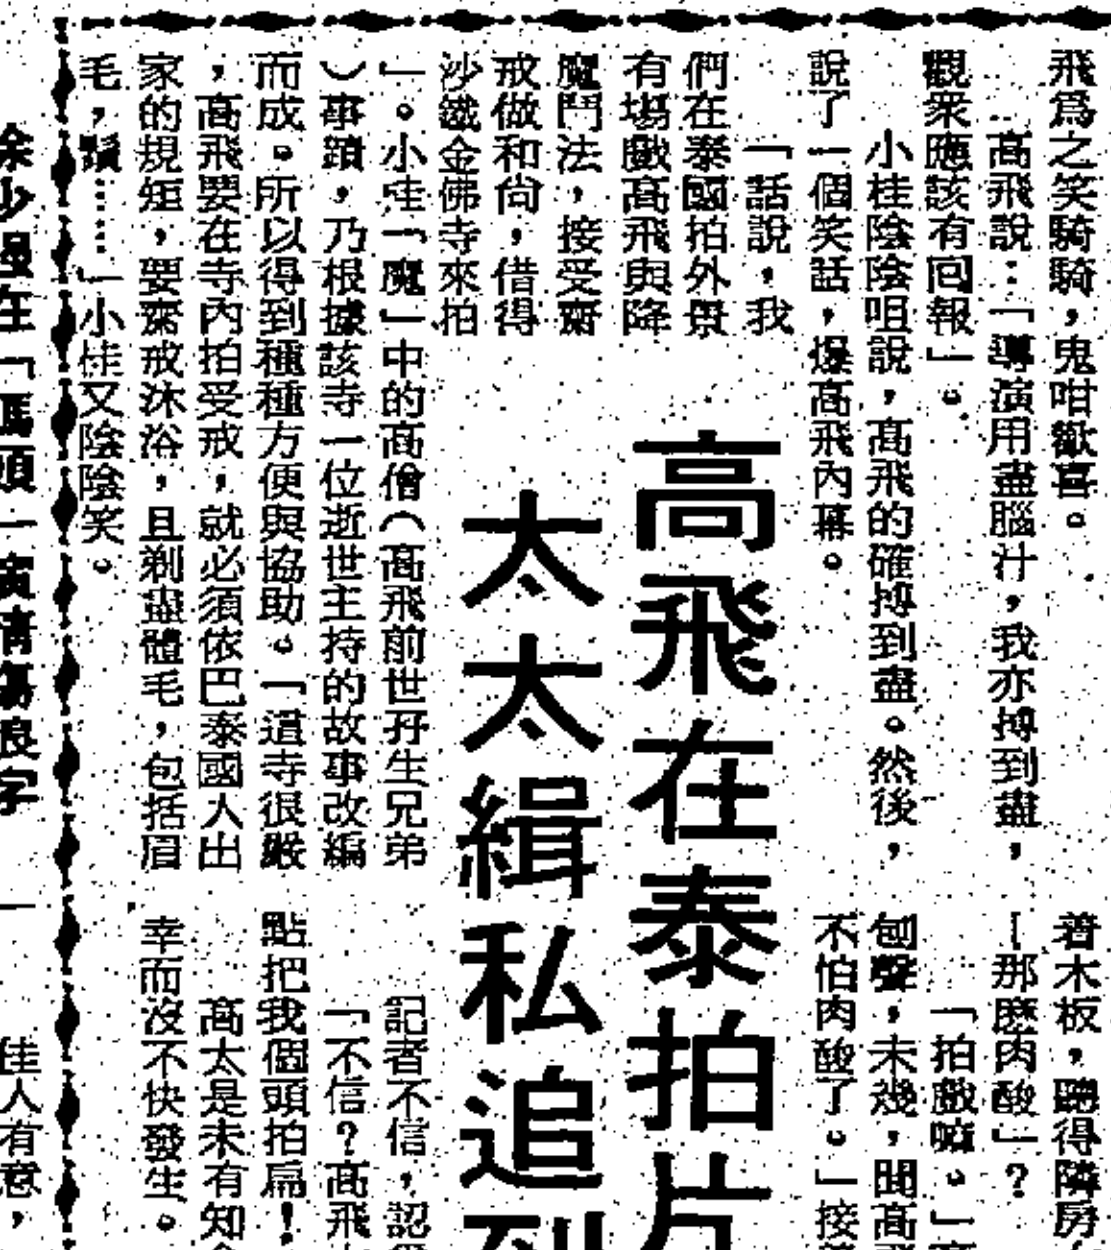 飛爲之笑騎騎，鬼咁歡喜。
高飛說：「導演用盡腦汁，我亦搏到盡，
觀衆應該有回報」。
小桂陰陰咀說，高飛的確搏到盡。然後，
說了一個笑話，爆高飛內幕。
「話說，我
們在泰國拍外景
有場戲高飛與降
魔鬥法，接受齋
戒做和尚，借得
沙鐵金佛寺來拍
」。小桂「魔」中的高僧（高飛前世孖生兄弟
）事蹟，乃根據該寺一位逝世主持的故事改編
而成。所以得到種種方便與協助。「這寺很嚴
，高飛要在寺內拍受戒，就必須依巴泰國人出
家的規矩，要齋戒沐浴，且剃盡體毛，包括眉
毛，鬚……」小桂又陰陰笑。
高飛在泰拍片
太太緝私追到
着木板，聽得隣房
「那麽肉酸」？
「拍戲嘛。」
刨聲，未幾，聞高飛
不怕肉酸了。」接
記者不信，認
「不信？高飛
點把我個頭拍扁！
高太是未有知
幸而沒不快發生。
佳人有意，